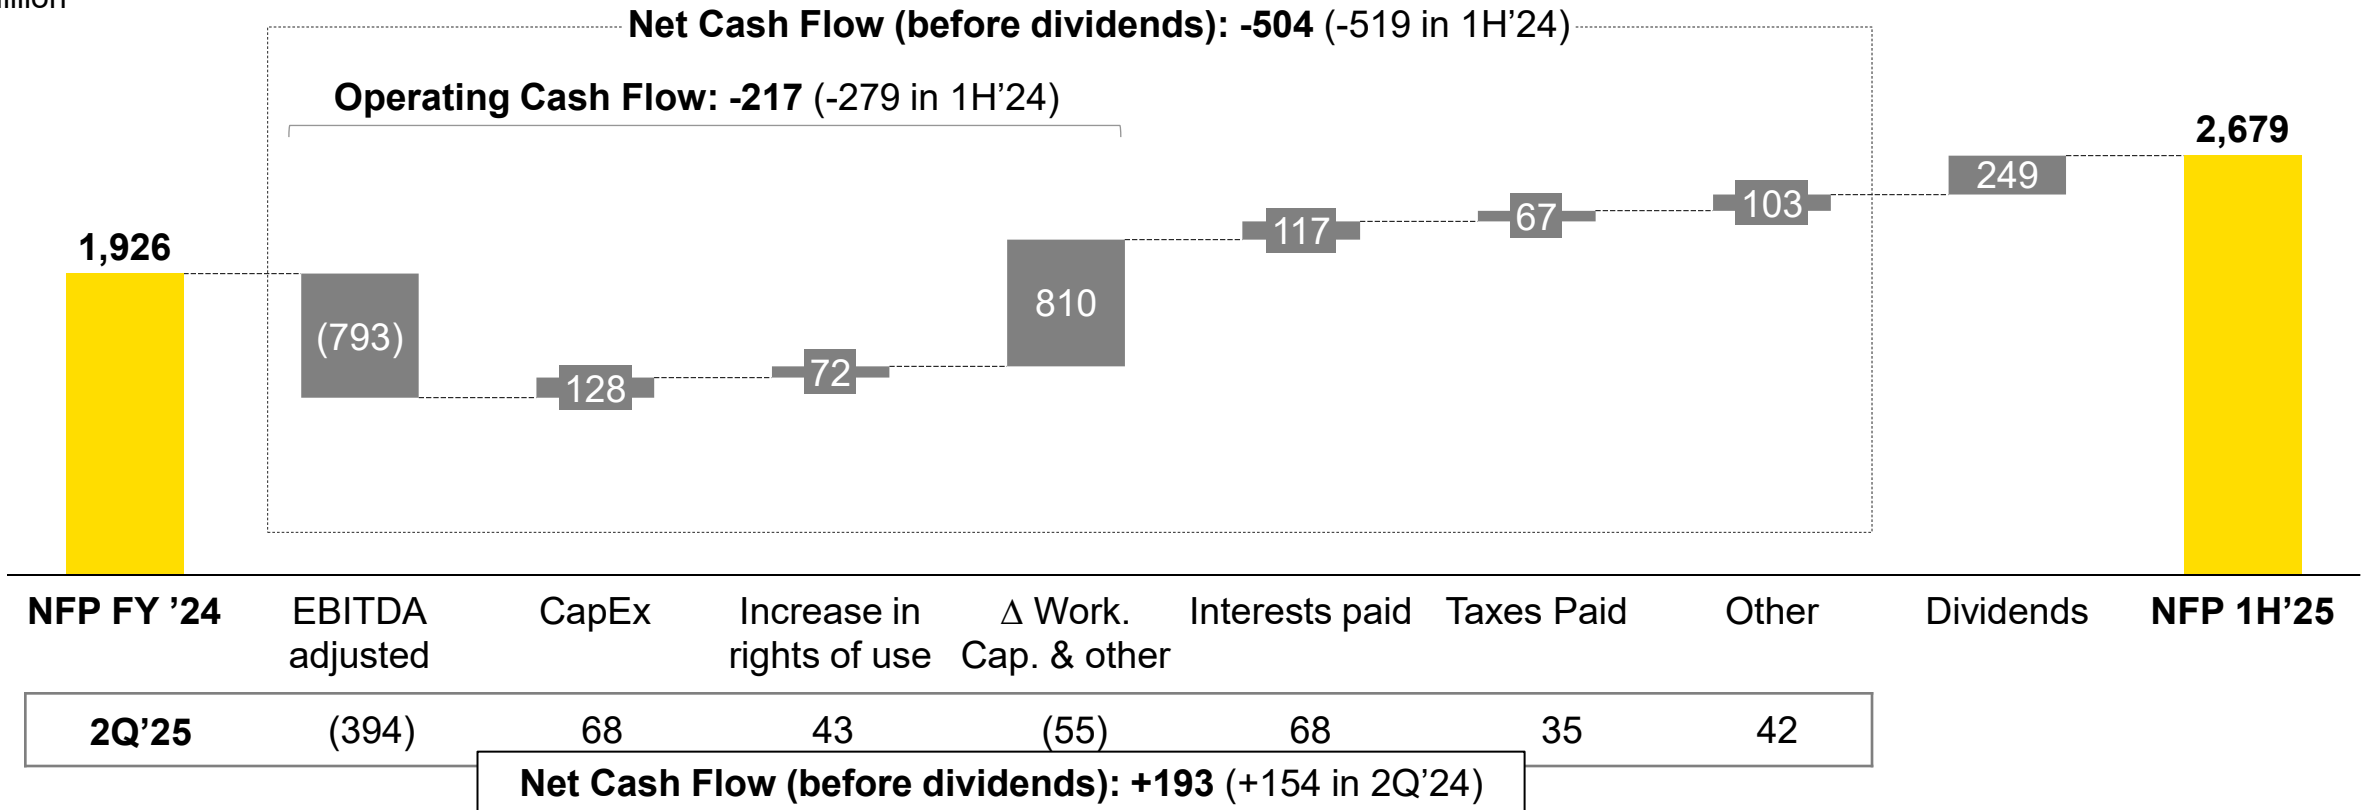 Net Cash Flow (before dividends): -504 (-519 in 1H’24)
Operating Cash Flow: -217 (-279 in 1H’24)
1,926
(793)
128
72
810
117
67
103
249
2,679
NFP FY ’24
EBITDA
adjusted
CapEx
Increase in
rights of use
Δ Work.
Cap. & other
Interests paid
Taxes Paid
Other
Dividends
NFP 1H’25
2Q’25 (394) 68 43 (55) 68 35 42
Net Cash Flow (before dividends): +193 (+154 in 2Q’24)